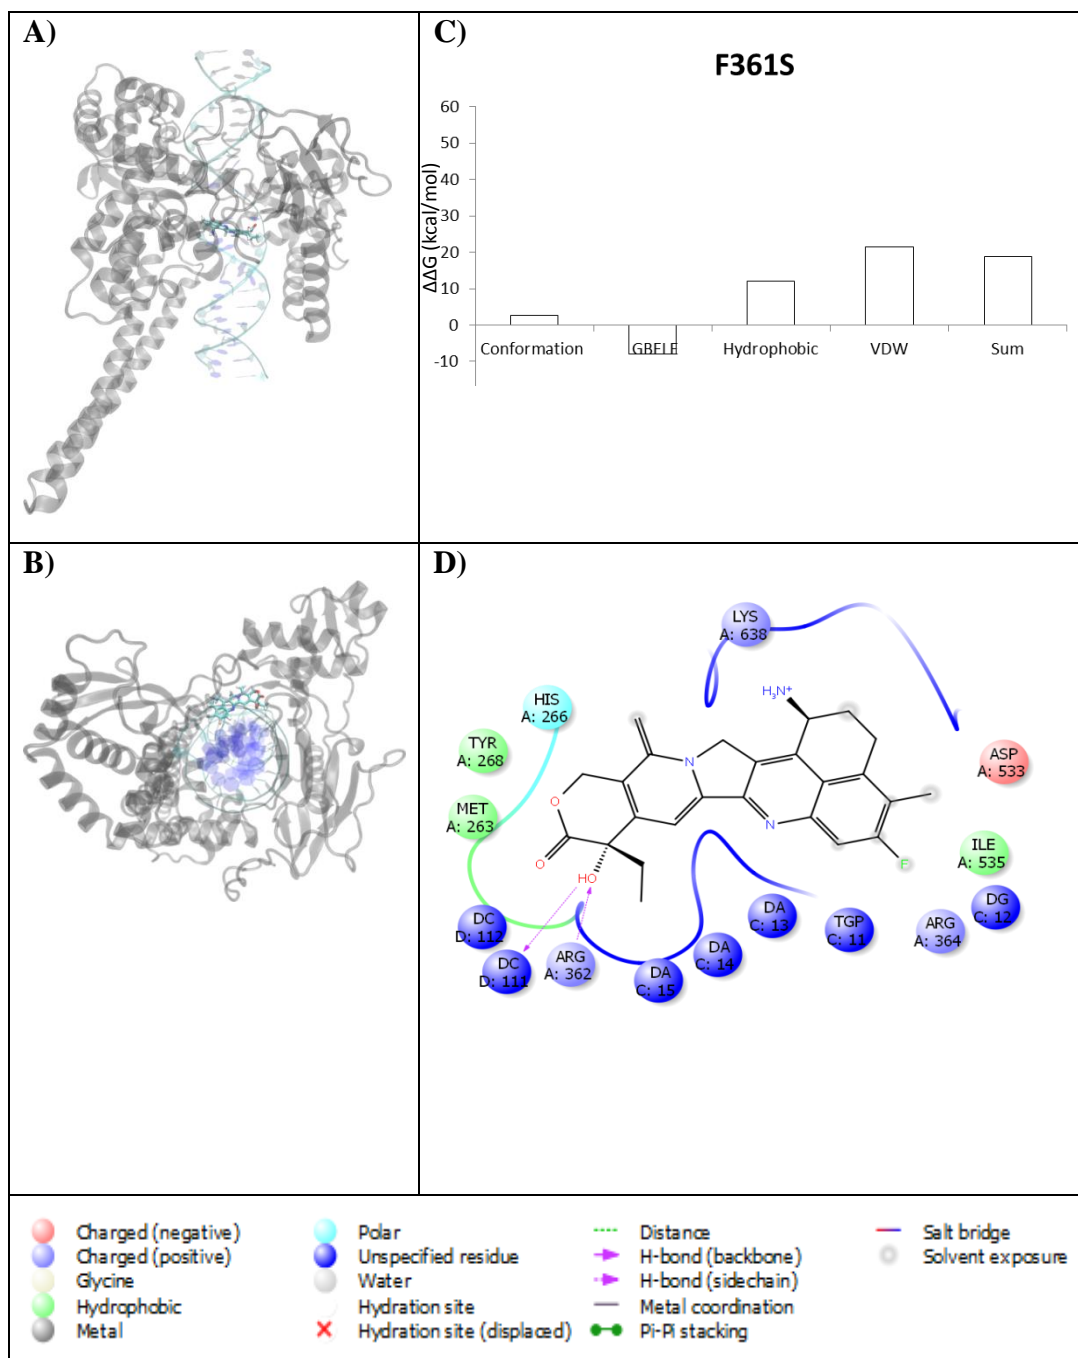 A)
C)
F361S
60
50
40
30
20
10
0
-10
ΔΔG (kcal/mol)
Conformation
GBELE
Hydrophobic
VDW
Sum
B)
D)
LYS
A: 638
H₃N⁺
HIS
A: 266
TYR
A: 268
MET
A: 263
ASP
A: 533
ILE
A: 535
N
O
O
HO
N
F
DC
D: 112
DC
D: 111
ARG
A: 362
DA
C: 15
DA
C: 14
DA
C: 13
TGP
C: 11
ARG
A: 364
DG
C: 12
Charged (negative)
Charged (positive)
Glycine
Hydrophobic
Metal
Polar
Unspecified residue
Water
Hydration site
Hydration site (displaced)
Distance
H-bond (backbone)
H-bond (sidechain)
Metal coordination
Pi-Pi stacking
Salt bridge
Solvent exposure